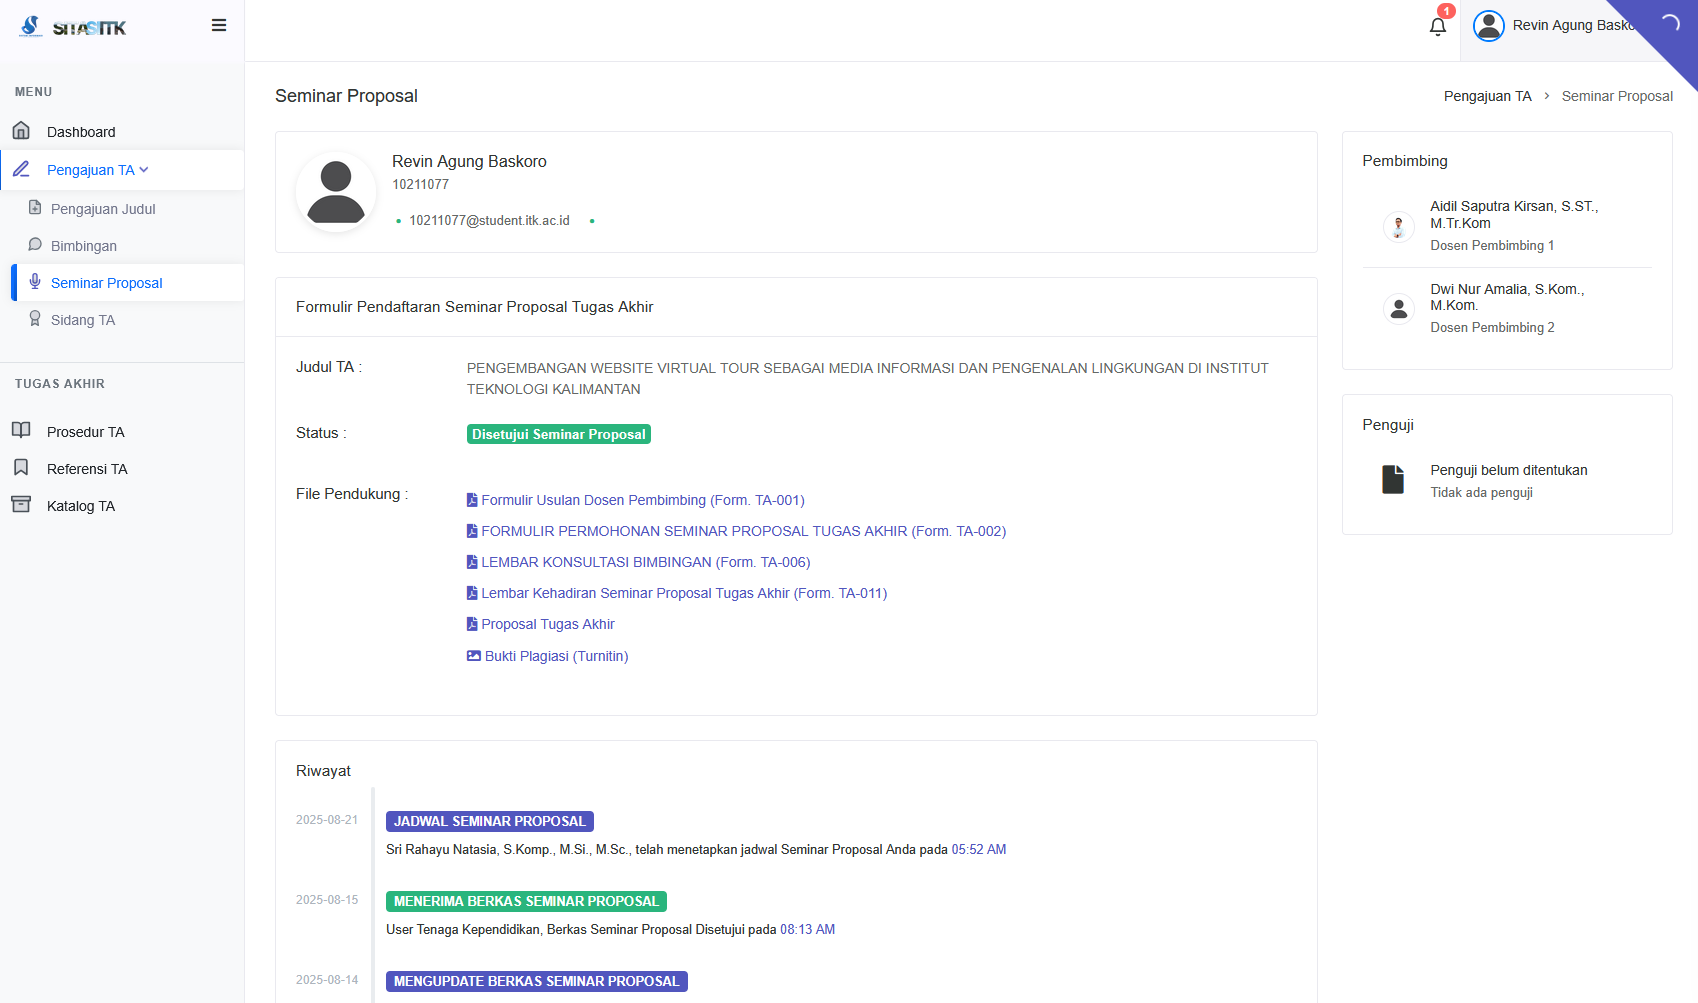 SITASITK
1
Revin Agung Basko
MENU
Dashboard
Pengajuan TA
Pengajuan Judul
Bimbingan
Seminar Proposal
Sidang TA
TUGAS AKHIR
Prosedur TA
Referensi TA
Katalog TA
Seminar Proposal
Pengajuan TA > Seminar Proposal
Revin Agung Baskoro
10211077
• 10211077@student.itk.ac.id •
Formulir Pendaftaran Seminar Proposal Tugas Akhir
Judul TA :
PENGEMBANGAN WEBSITE VIRTUAL TOUR SEBAGAI MEDIA INFORMASI DAN PENGENALAN LINGKUNGAN DI INSTITUT
TEKNOLOGI KALIMANTAN
Status :
Disetujui Seminar Proposal
File Pendukung :
Formulir Usulan Dosen Pembimbing (Form. TA-001)
FORMULIR PERMOHONAN SEMINAR PROPOSAL TUGAS AKHIR (Form. TA-002)
LEMBAR KONSULTASI BIMBINGAN (Form. TA-006)
Lembar Kehadiran Seminar Proposal Tugas Akhir (Form. TA-011)
Proposal Tugas Akhir
Bukti Plagiasi (Turnitin)
Riwayat
2025-08-21
JADWAL SEMINAR PROPOSAL
Sri Rahayu Natasia, S.Komp., M.Si., M.Sc., telah menetapkan jadwal Seminar Proposal Anda pada 05:52 AM
2025-08-15
MENERIMA BERKAS SEMINAR PROPOSAL
User Tenaga Kependidikan, Berkas Seminar Proposal Disetujui pada 08:13 AM
2025-08-14
MENGUPDATE BERKAS SEMINAR PROPOSAL
Pembimbing
Aidil Saputra Kirsan, S.ST.,
M.Tr.Kom
Dosen Pembimbing 1
Dwi Nur Amalia, S.Kom.,
M.Kom.
Dosen Pembimbing 2
Penguji
Penguji belum ditentukan
Tidak ada penguji